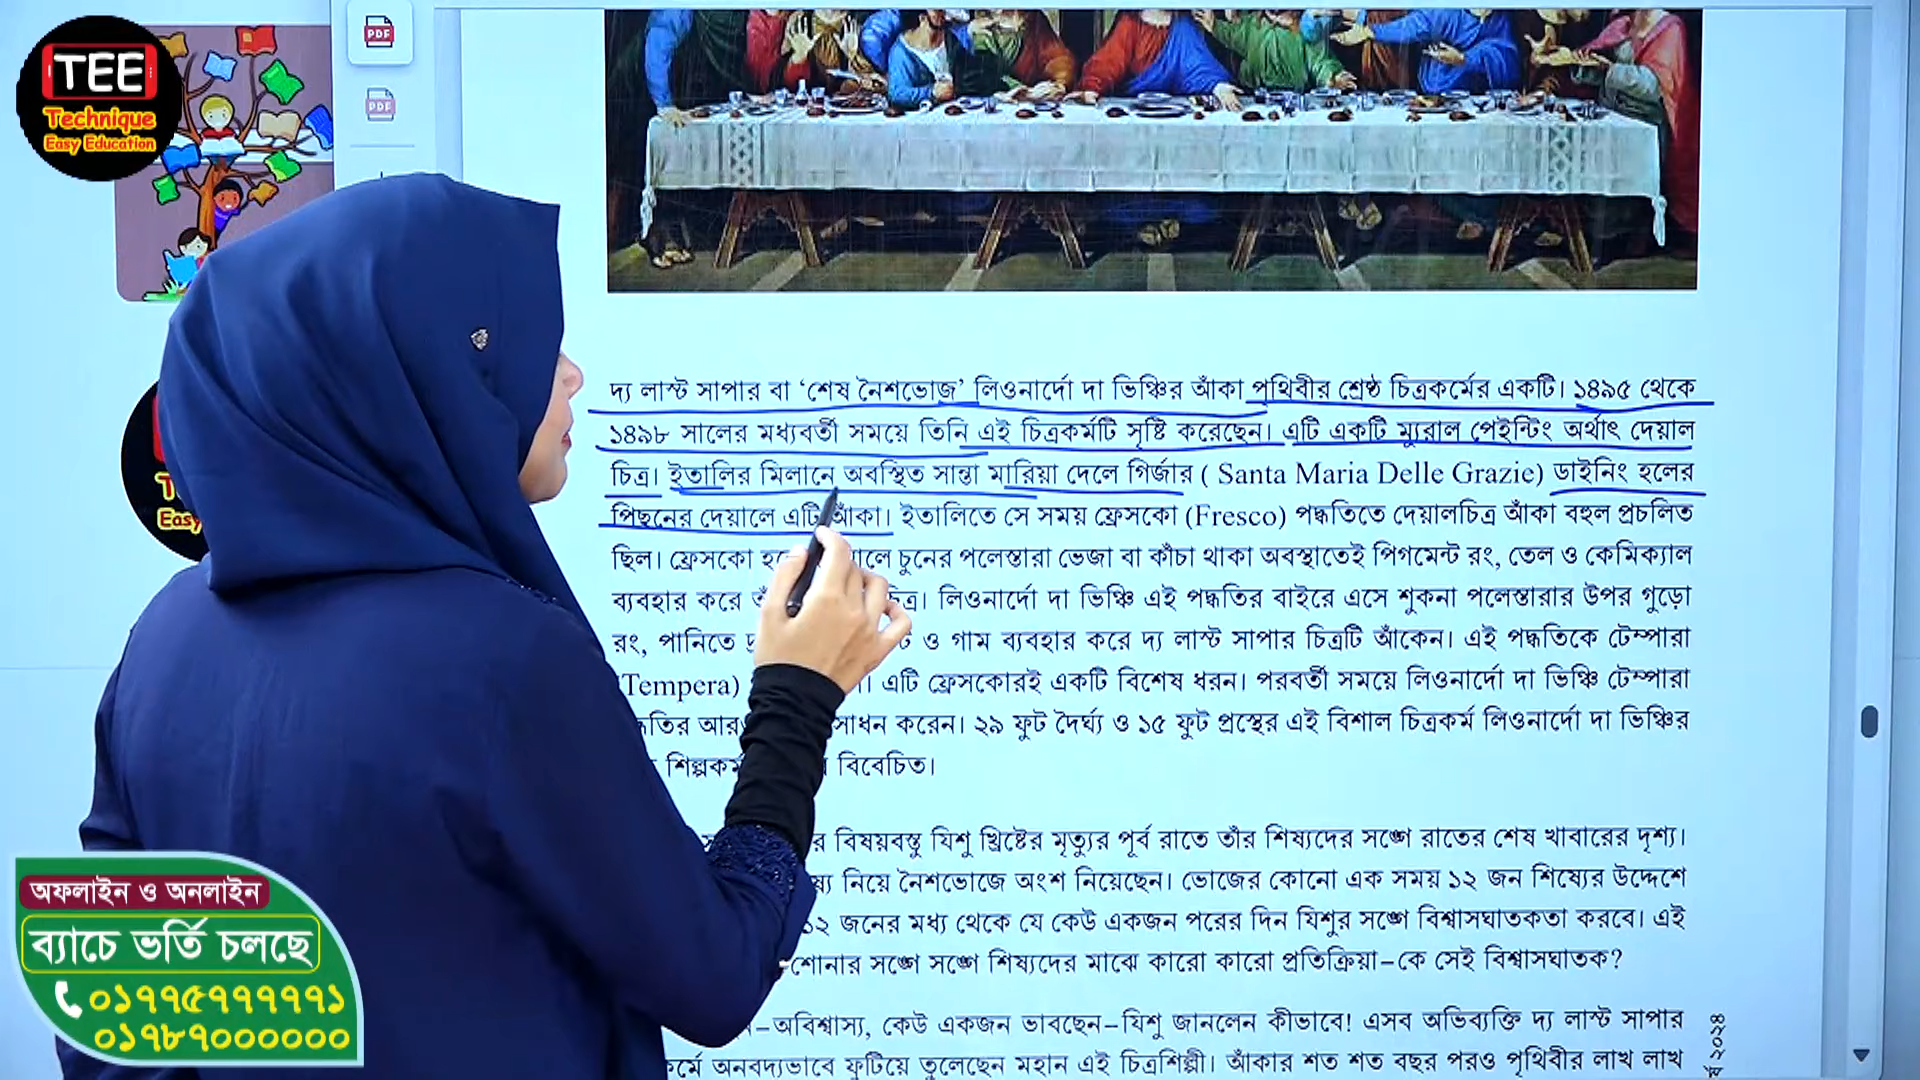 TEE
Technique
Easy Education
PDF
PDF
দ্য লাস্ট সাপার বা ‘শেষ নৈশভোজ’ লিওনার্দো দা ভিঞ্চির আঁকা পৃথিবীর শ্রেষ্ঠ চিত্রকর্মের একটি। ১৪৯৫ থেকে
১৪৯৮ সালের মধ্যবর্তী সময়ে তিনি এই চিত্রকর্মটি সৃষ্টি করেছেন। এটি একটি ম্যুরাল পেইন্টিং অর্থাৎ দেয়াল
চিত্র। ইতালির মিলানে অবস্থিত সান্তা মারিয়া দেলে গির্জার ( Santa Maria Delle Grazie) ডাইনিং হলের
পিছনের দেয়ালে এটি আঁকা। ইতালিতে সে সময় ফ্রেসকো (Fresco) পদ্ধতিতে দেয়ালচিত্র আঁকা বহুল প্রচলিত
ছিল। ফ্রেসকো চুনের পলেস্তারা ভেজা বা কাঁচা থাকা অবস্থাতেই পিগমেন্ট রং, তেল ও কেমিক্যাল
ব্যবহার করে লিওনার্দো দা ভিঞ্চি এই পদ্ধতির বাইরে এসে শুকনা পলেস্তারার উপর গুড়ো
রং, পানিতে ও গাম ব্যবহার করে দ্য লাস্ট সাপার চিত্রটি আঁকেন। এই পদ্ধতিকে টেম্পারা
Tempera) এটি ফ্রেসকোরই একটি বিশেষ ধরন। পরবর্তী সময়ে লিওনার্দো দা ভিঞ্চি টেম্পারা
করেন। ২৯ ফুট দৈর্ঘ্য ও ১৫ ফুট প্রস্থের এই বিশাল চিত্রকর্ম লিওনার্দো দা ভিঞ্চির
বিবেচিত।
বিষয়বস্তু যিশু খ্রিষ্টের মৃত্যুর পূর্ব রাতে তাঁর শিষ্যদের সঙ্গে রাতের শেষ খাবারের দৃশ্য।
নিয়ে নৈশভোজে অংশ নিয়েছেন। ভোজের কোনো এক সময় ১২ জন শিষ্যের উদ্দেশে
১২ জনের মধ্য থেকে যে কেউ একজন পরের দিন যিশুর সঙ্গে বিশ্বাসঘাতকতা করবে। এই
শোনার সঙ্গে সঙ্গে শিষ্যদের মাঝে কারো কারো প্রতিক্রিয়া–কে সেই বিশ্বাসঘাতক?
–অবিশ্বাস্য, কেউ একজন ভাবছেন–যিশু জানলেন কীভাবে! এসব অভিব্যক্তি দ্য লাস্ট সাপার
অনবদ্যভাবে ফুটিয়ে তুলেছেন মহান এই চিত্রশিল্পী। আঁকার শত শত বছর পরও পৃথিবীর লাখ লাখ
২০২৪
অফলাইন ও অনলাইন
ব্যাচে ভর্তি চলছে
০১৭৭৫৭৭৭৭৭১
০১৭৮৭০০০০০০